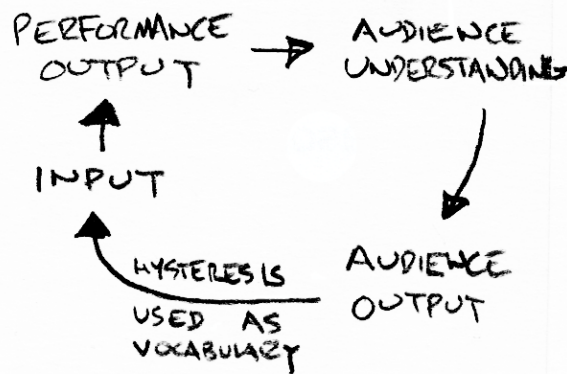 PERFORMANCE
OUTPUT
AUDIENCE
UNDERSTANDING
INPUT
AUDIENCE
OUTPUT
HYSTERESIS
USED AS
VOCABULARY